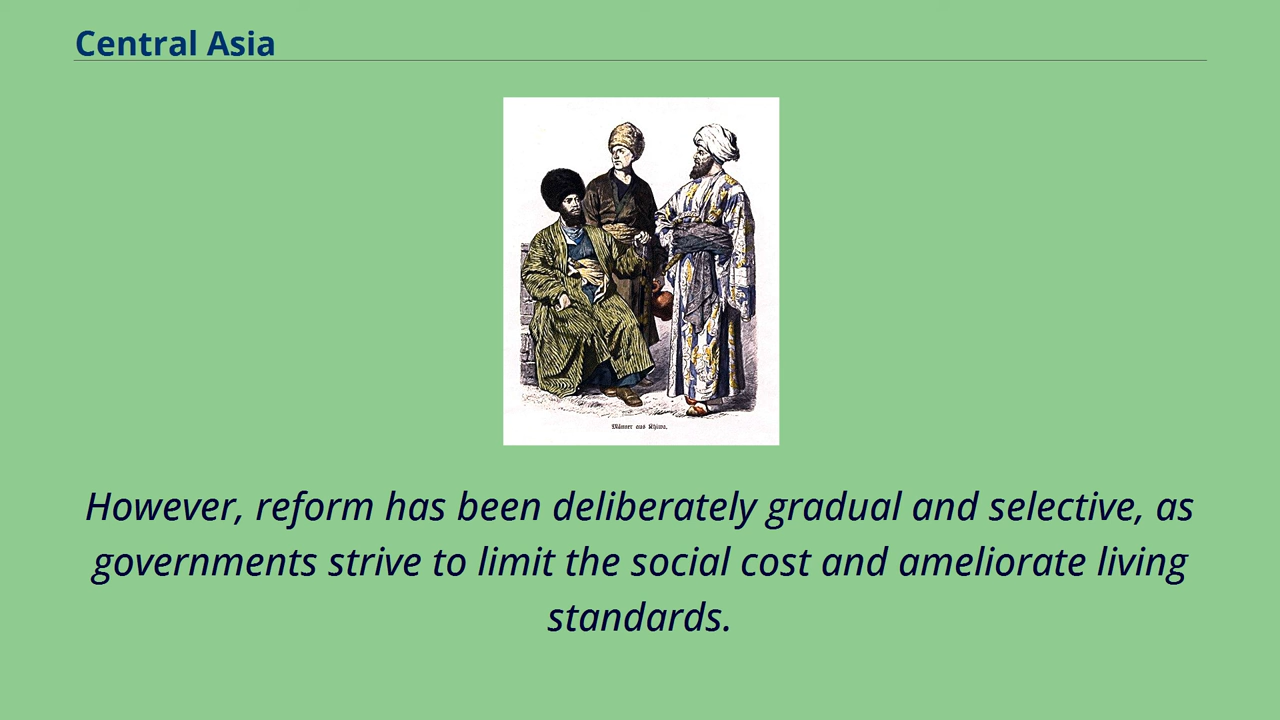 Central Asia
Männer aus Khiwa.
However, reform has been deliberately gradual and selective, as
governments strive to limit the social cost and ameliorate living
standards.